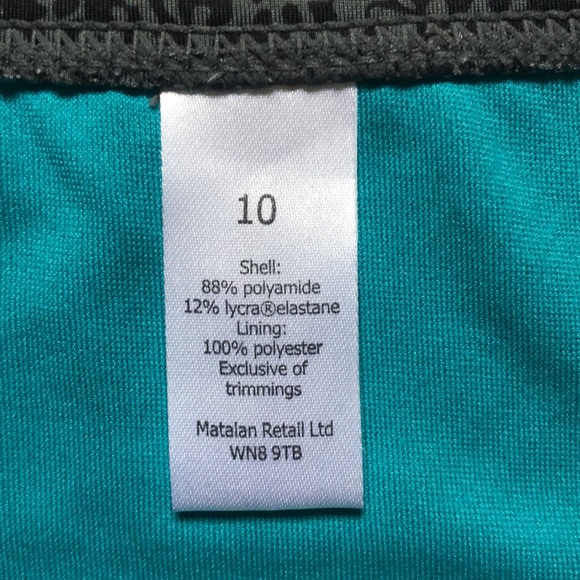 10
Shell:
88% polyamide
12% lycra®elastane
Lining:
100% polyester
Exclusive of
trimmings
Matalan Retail Ltd
WN8 9TB